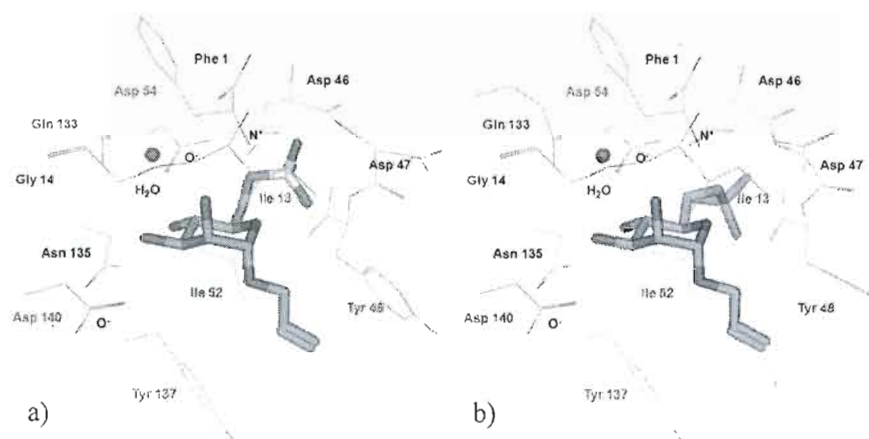 Phe 1
Asp 46
Asp 54
Gln 133
N+
O-
Asp 47
Gly 14
H₂O
Ile 13
Asn 135
Ile 52
Asp 140
O-
Tyr 48
Tyr 137
a)
Phe 1
Asp 46
Asp 54
Gln 133
N+
O-
Asp 47
Gly 14
H₂O
Ile 13
Asn 135
Ile 52
Asp 140
O-
Tyr 48
Tyr 137
b)